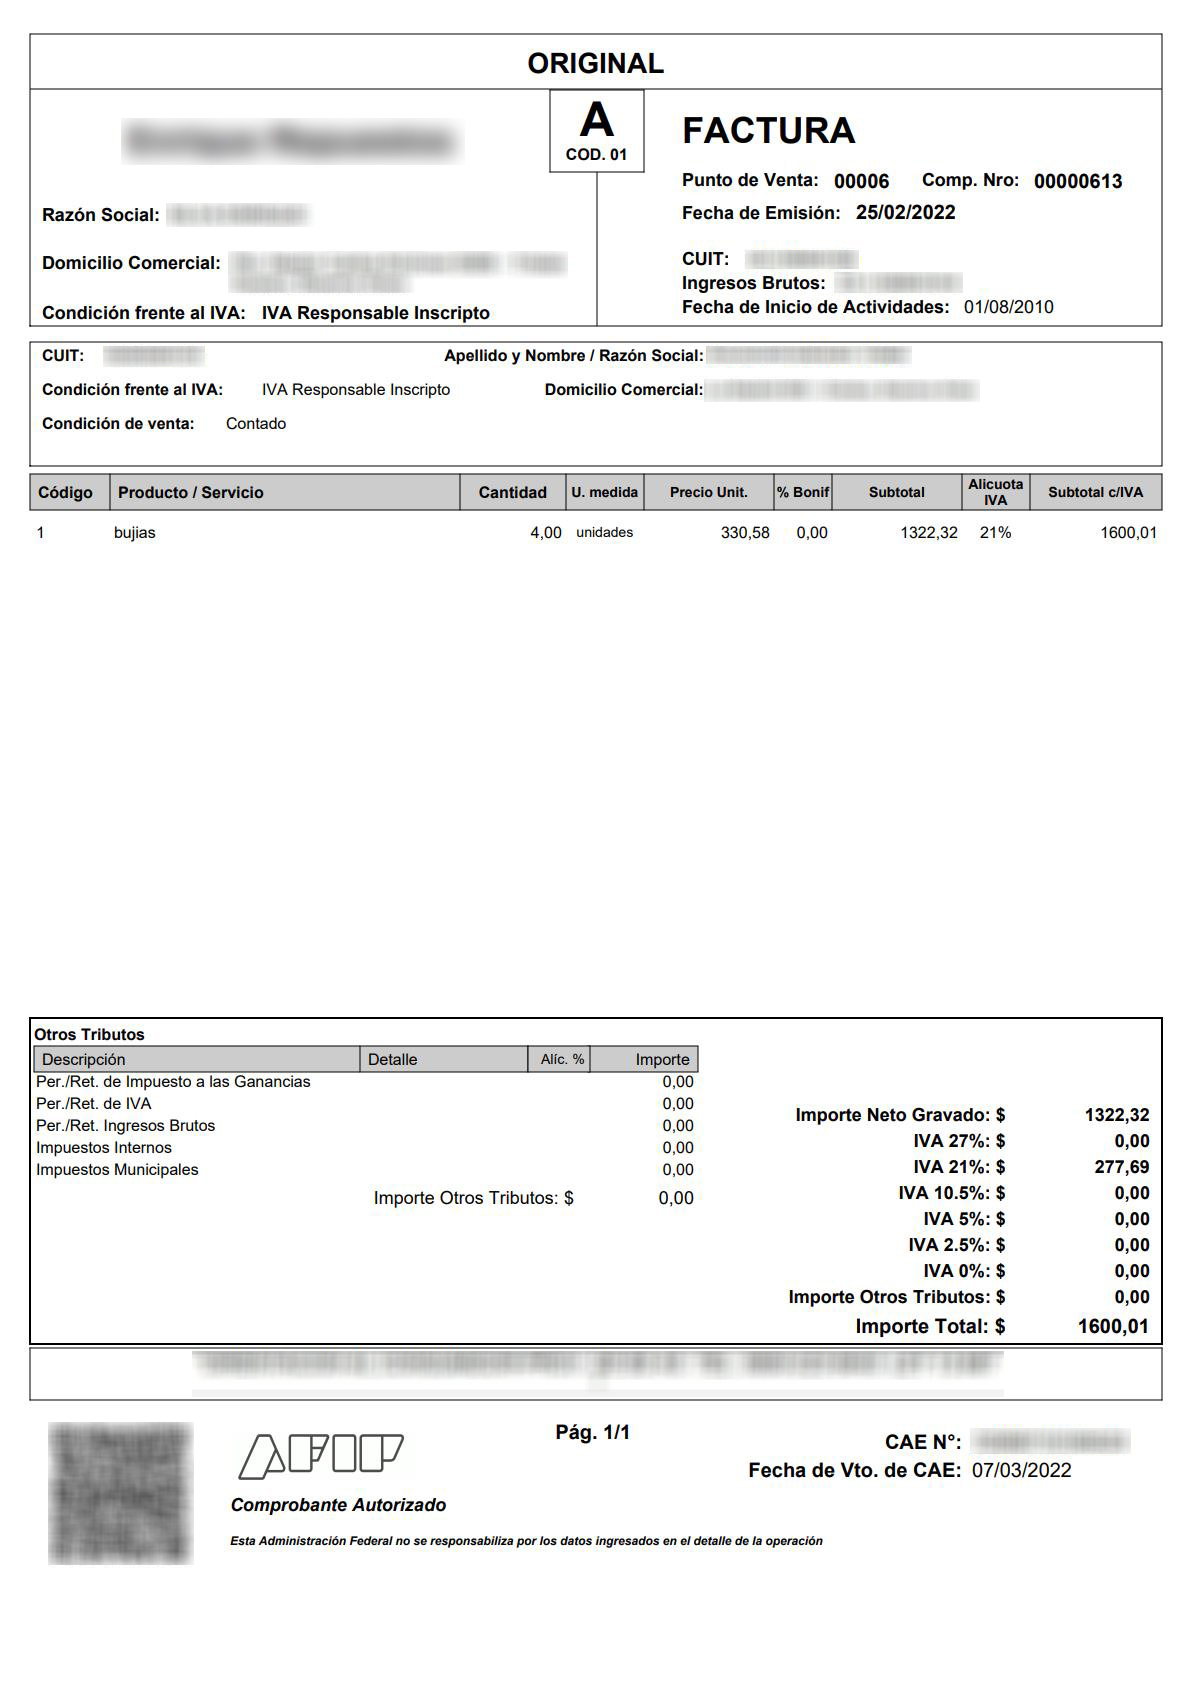 ORIGINAL
A
COD. 01
FACTURA
Punto de Venta: 00006 Comp. Nro: 00000613
Fecha de Emisión: 25/02/2022
Razón Social:
Domicilio Comercial:
Condición frente al IVA: IVA Responsable Inscripto
CUIT:
Ingresos Brutos:
Fecha de Inicio de Actividades: 01/08/2010
CUIT: Apellido y Nombre / Razón Social:
Condición frente al IVA: IVA Responsable Inscripto Domicilio Comercial:
Condición de venta: Contado
Código Producto / Servicio Cantidad U. medida Precio Unit. % Bonif Subtotal Alicuota IVA Subtotal c/IVA
1 bujias 4,00 unidades 330,58 0,00 1322,32 21% 1600,01
Otros Tributos
Descripción Detalle Alíc. % Importe
Per./Ret. de Impuesto a las Ganancias 0,00
Per./Ret. de IVA 0,00
Per./Ret. Ingresos Brutos 0,00
Impuestos Internos 0,00
Impuestos Municipales 0,00
Importe Otros Tributos: $ 0,00
Importe Neto Gravado: $ 1322,32
IVA 27%: $ 0,00
IVA 21%: $ 277,69
IVA 10.5%: $ 0,00
IVA 5%: $ 0,00
IVA 2.5%: $ 0,00
IVA 0%: $ 0,00
Importe Otros Tributos: $ 0,00
Importe Total: $ 1600,01
AFIP
Comprobante Autorizado
Esta Administración Federal no se responsabiliza por los datos ingresados en el detalle de la operación
Pág. 1/1
CAE N°:
Fecha de Vto. de CAE: 07/03/2022